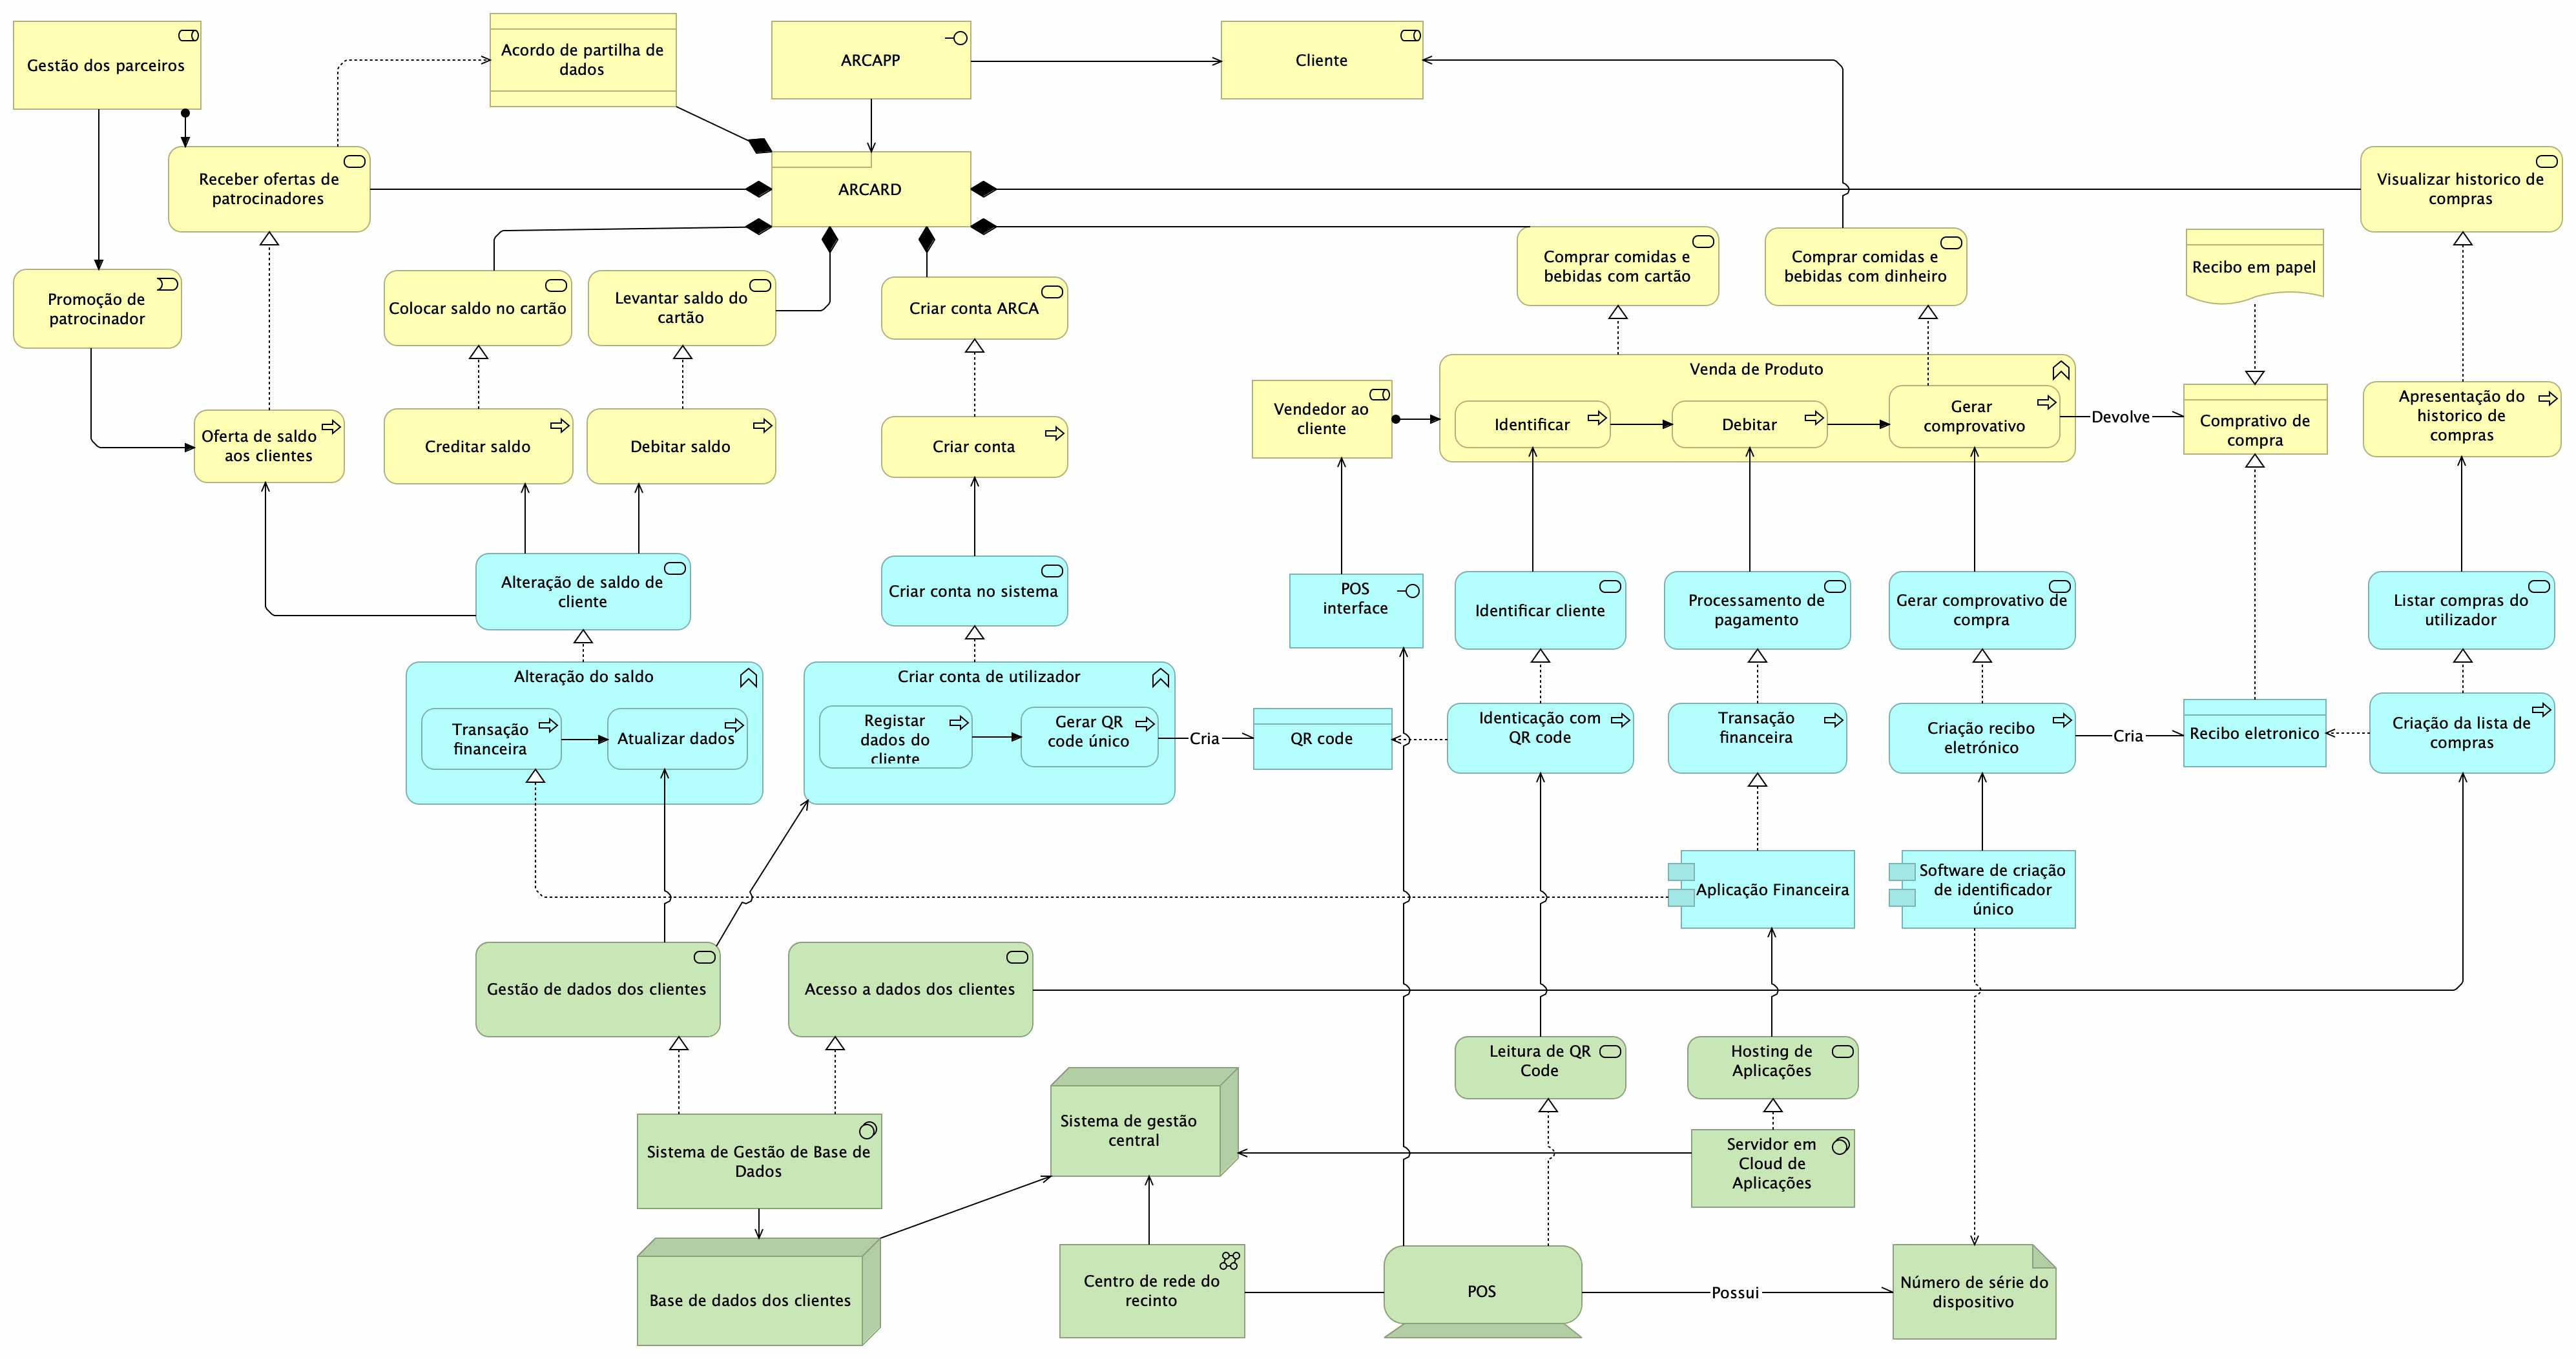 Gestão dos parceiros
Acordo de partilha de
dados
ARCAPP
Cliente
Receber ofertas de
patrocinadores
ARCARD
Visualizar historico de
compras
Promoção de
patrocinador
Colocar saldo no cartão
Levantar saldo do
cartão
Criar conta ARCA
Comprar comidas e
bebidas com cartão
Comprar comidas e
bebidas com dinheiro
Recibo em papel
Oferta de saldo
aos clientes
Creditar saldo
Debitar saldo
Criar conta
Vendedor ao
cliente
Venda de Produto
Identificar
Debitar
Gerar
comprovativo
Devolve
Comprativo de
compra
Apresentação do
historico de
compras
Alteração de saldo de
cliente
Criar conta no sistema
POS
interface
Identificar cliente
Processamento de
pagamento
Gerar comprovativo de
compra
Listar compras do
utilizador
Alteração do saldo
Transação
financeira
Atualizar dados
Criar conta de utilizador
Registar
dados do
cliente
Gerar QR
code único
Cria
QR code
Identicação com
QR code
Transação
financeira
Criação recibo
eletrónico
Cria
Recibo eletronico
Criação da lista de
compras
Aplicação Financeira
Software de criação
de identificador
único
Gestão de dados dos clientes
Acesso a dados dos clientes
Leitura de QR
Code
Hosting de
Aplicações
Sistema de gestão
central
Sistema de Gestão de Base de
Dados
Servidor em
Cloud de
Aplicações
Base de dados dos clientes
Centro de rede do
recinto
POS
Possui
Número de série do
dispositivo